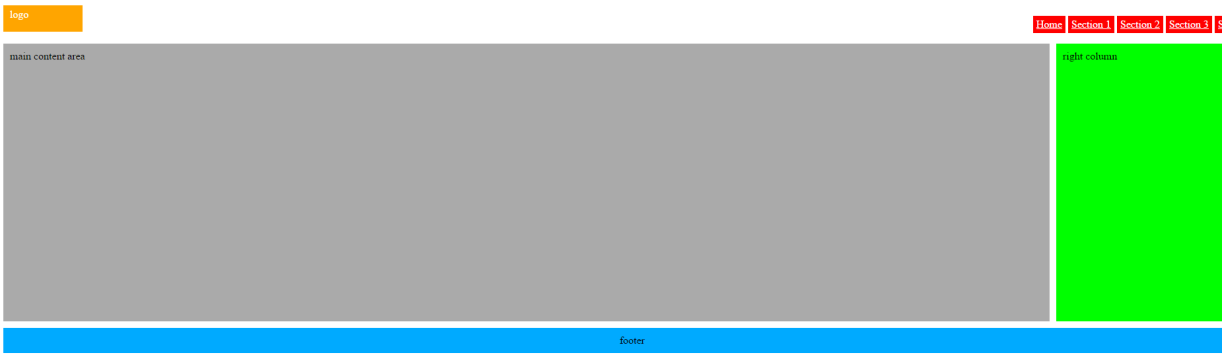 logo
Home Section 1 Section 2 Section 3 S
main content area
right column
footer